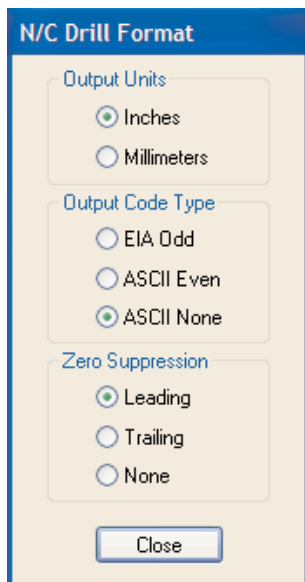 N/C Drill Format
Output Units
Inches
Millimeters
Output Code Type
EIA Odd
ASCII Even
ASCII None
Zero Suppression
Leading
Trailing
None
Close